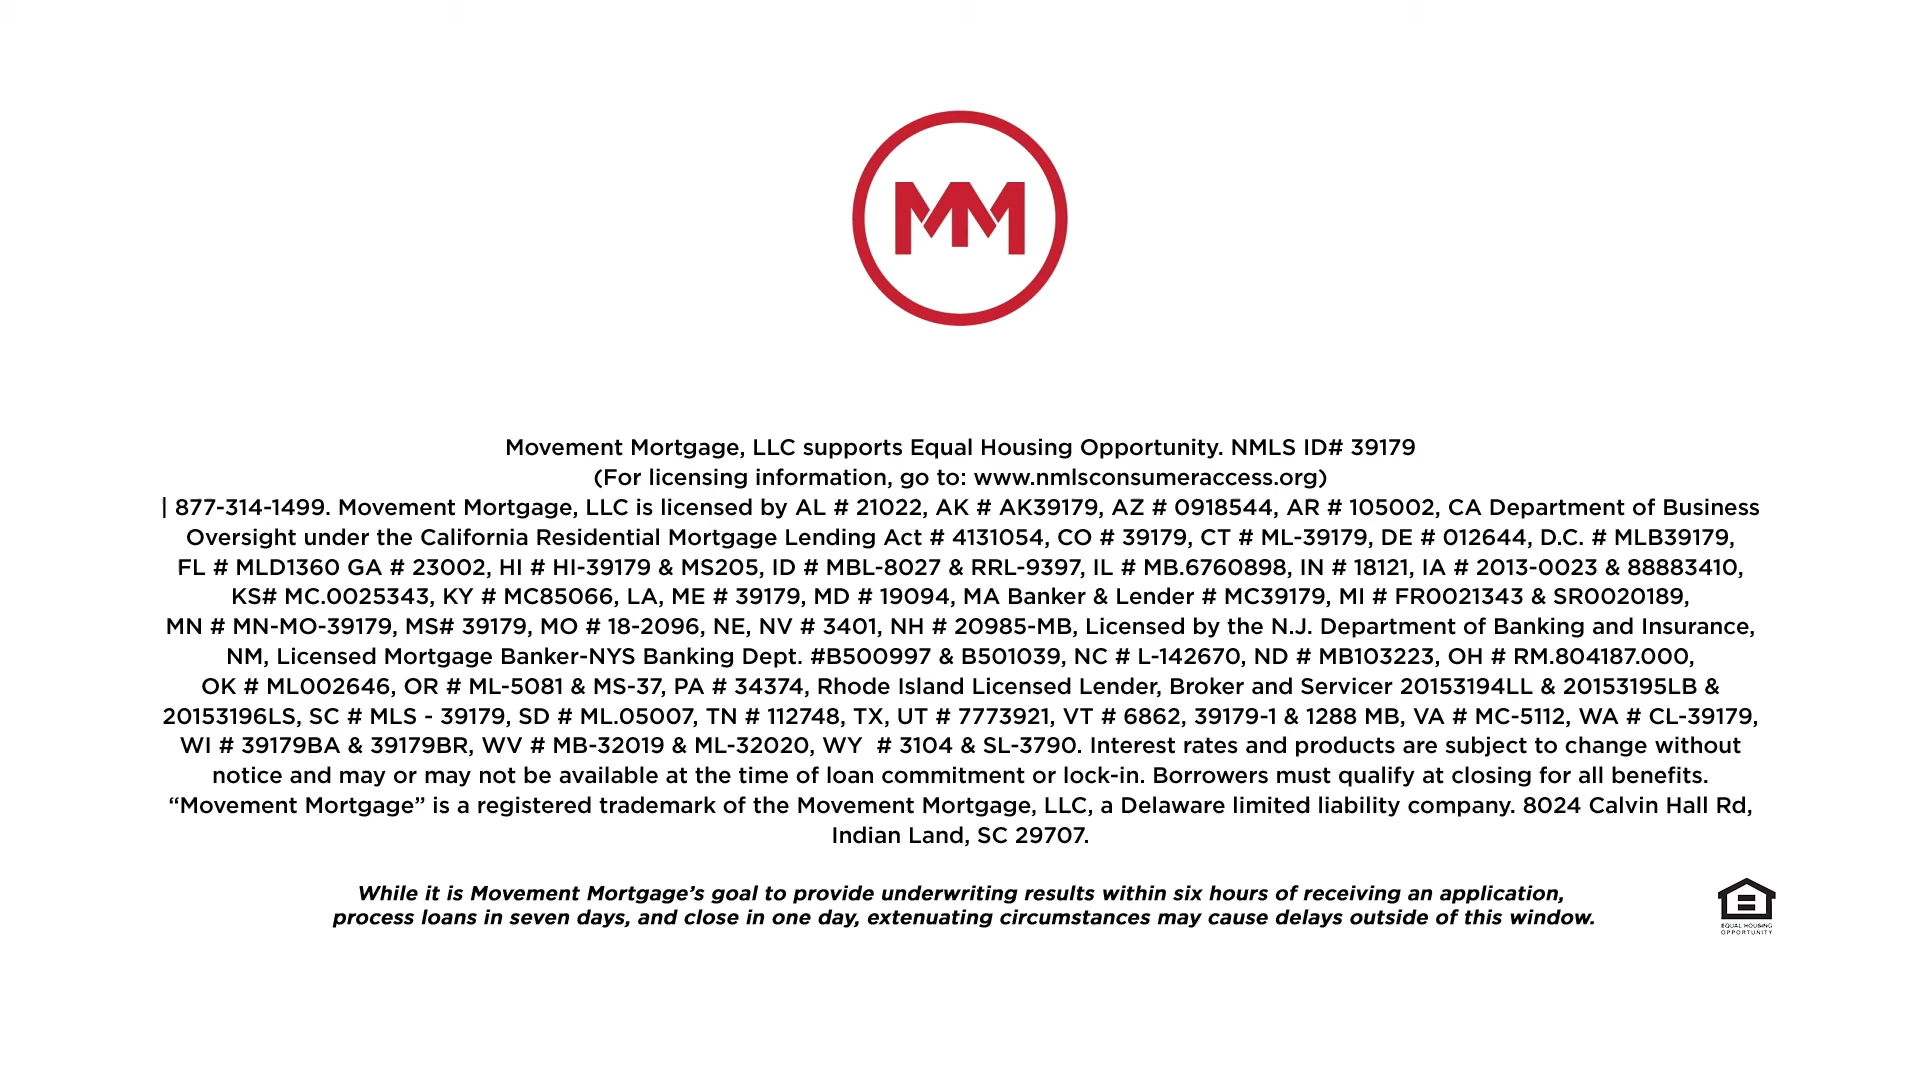 MM
Movement Mortgage, LLC supports Equal Housing Opportunity. NMLS ID# 39179
(For licensing information, go to: www.nmlsconsumeraccess.org)
| 877-314-1499. Movement Mortgage, LLC is licensed by AL # 21022, AK # AK39179, AZ # 0918544, AR # 105002, CA Department of Business
Oversight under the California Residential Mortgage Lending Act # 4131054, CO # 39179, CT # ML-39179, DE # 012644, D.C. # MLB39179,
FL # MLD1360 GA # 23002, HI # HI-39179 & MS205, ID # MBL-8027 & RRL-9397, IL # MB.6760898, IN # 18121, IA # 2013-0023 & 88883410,
KS# MC.0025343, KY # MC85066, LA, ME # 39179, MD # 19094, MA Banker & Lender # MC39179, MI # FR0021343 & SR0020189,
MN # MN-MO-39179, MS# 39179, MO # 18-2096, NE, NV # 3401, NH # 20985-MB, Licensed by the N.J. Department of Banking and Insurance,
NM, Licensed Mortgage Banker-NYS Banking Dept. #B500997 & B501039, NC # L-142670, ND # MB103223, OH # RM.804187.000,
OK # ML002646, OR # ML-5081 & MS-37, PA # 34374, Rhode Island Licensed Lender, Broker and Servicer 20153194LL & 20153195LB &
20153196LS, SC # MLS - 39179, SD # ML.05007, TN # 112748, TX, UT # 7773921, VT # 6862, 39179-1 & 1288 MB, VA # MC-5112, WA # CL-39179,
WI # 39179BA & 39179BR, WV # MB-32019 & ML-32020, WY  # 3104 & SL-3790. Interest rates and products are subject to change without
notice and may or may not be available at the time of loan commitment or lock-in. Borrowers must qualify at closing for all benefits.
“Movement Mortgage” is a registered trademark of the Movement Mortgage, LLC, a Delaware limited liability company. 8024 Calvin Hall Rd,
Indian Land, SC 29707.
While it is Movement Mortgage’s goal to provide underwriting results within six hours of receiving an application,
process loans in seven days, and close in one day, extenuating circumstances may cause delays outside of this window.
EQUAL HOUSING
OPPORTUNITY